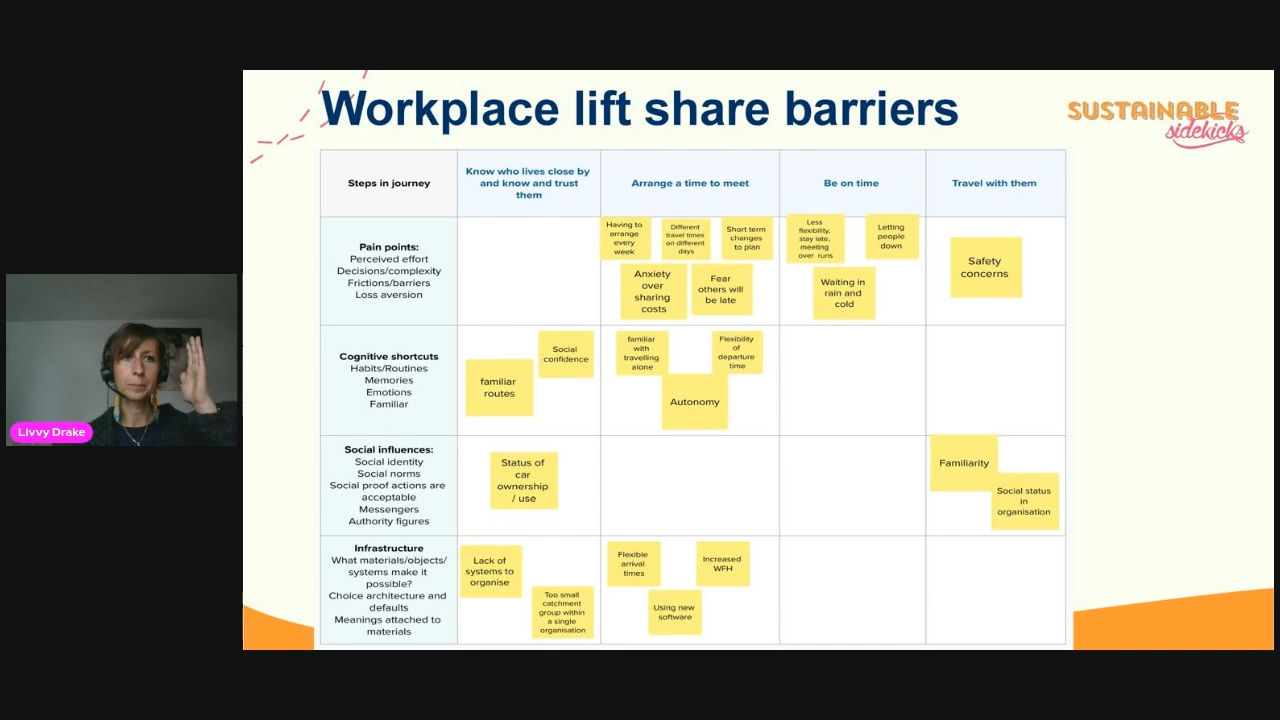 Workplace lift share barriers
SUSTAINABLE
sidekicks
Steps in journey
Know who lives close by
and know and trust
them
Arrange a time to meet
Be on time
Travel with them
Pain points:
Perceived effort
Decisions/complexity
Frictions/barriers
Loss aversion
Having to
arrange
every
week
Different
travel times
on different
days
Short term
changes
to plan
Anxiety
over
sharing
costs
Fear
others will
be late
Less
flexibility,
stay late,
meeting
over runs
Letting
people
down
Waiting in
rain and
cold
Safety
concerns
Cognitive shortcuts
Habits/Routines
Memories
Emotions
Familiar
familiar
routes
Social
confidence
familiar
with
travelling
alone
Flexibility
of
departure
time
Autonomy
Social influences:
Social identity
Social norms
Social proof actions are
acceptable
Messengers
Authority figures
Status of
car
ownership
/ use
Familiarity
Social status
in
organisation
Infrastructure
What materials/objects/
systems make it
possible?
Choice architecture and
defaults
Meanings attached to
materials
Lack of
systems to
organise
Too small
catchment
group within
a single
organisation
Flexible
arrival
times
Increased
WFH
Using new
software
Livvy Drake